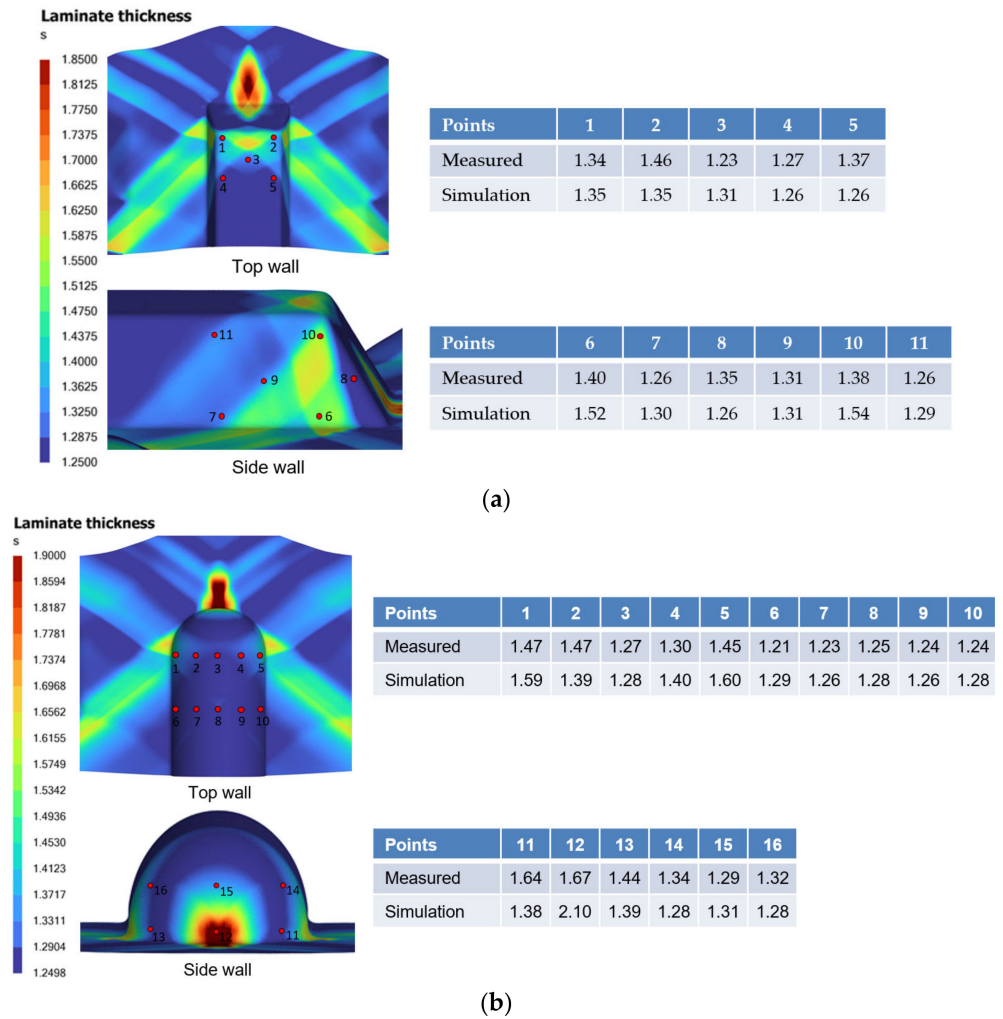 Laminate thickness
s
1.8500
1.8125
1.7750
1.7375
1.7000
1.6625
1.6250
1.5875
1.5500
1.5125
1.4750
1.4375
1.4000
1.3625
1.3250
1.2875
1.2500
1 2
3
4 5
Top wall
Points 1 2 3 4 5
Measured 1.34 1.46 1.23 1.27 1.37
Simulation 1.35 1.35 1.31 1.26 1.26
11 10
9 8
7 6
Side wall
Points 6 7 8 9 10 11
Measured 1.40 1.26 1.35 1.31 1.38 1.26
Simulation 1.52 1.30 1.26 1.31 1.54 1.29
(a)
Laminate thickness
s
1.9000
1.8594
1.8187
1.7781
1.7374
1.6968
1.6562
1.6155
1.5749
1.5342
1.4936
1.4530
1.4123
1.3717
1.3311
1.2904
1.2498
1 2 3 4 5
6 7 8 9 10
Top wall
Points 1 2 3 4 5 6 7 8 9 10
Measured 1.47 1.47 1.27 1.30 1.45 1.21 1.23 1.25 1.24 1.24
Simulation 1.59 1.39 1.28 1.40 1.60 1.29 1.26 1.28 1.26 1.28
16 15 14
13 12 11
Side wall
Points 11 12 13 14 15 16
Measured 1.64 1.67 1.44 1.34 1.29 1.32
Simulation 1.38 2.10 1.39 1.28 1.31 1.28
(b)